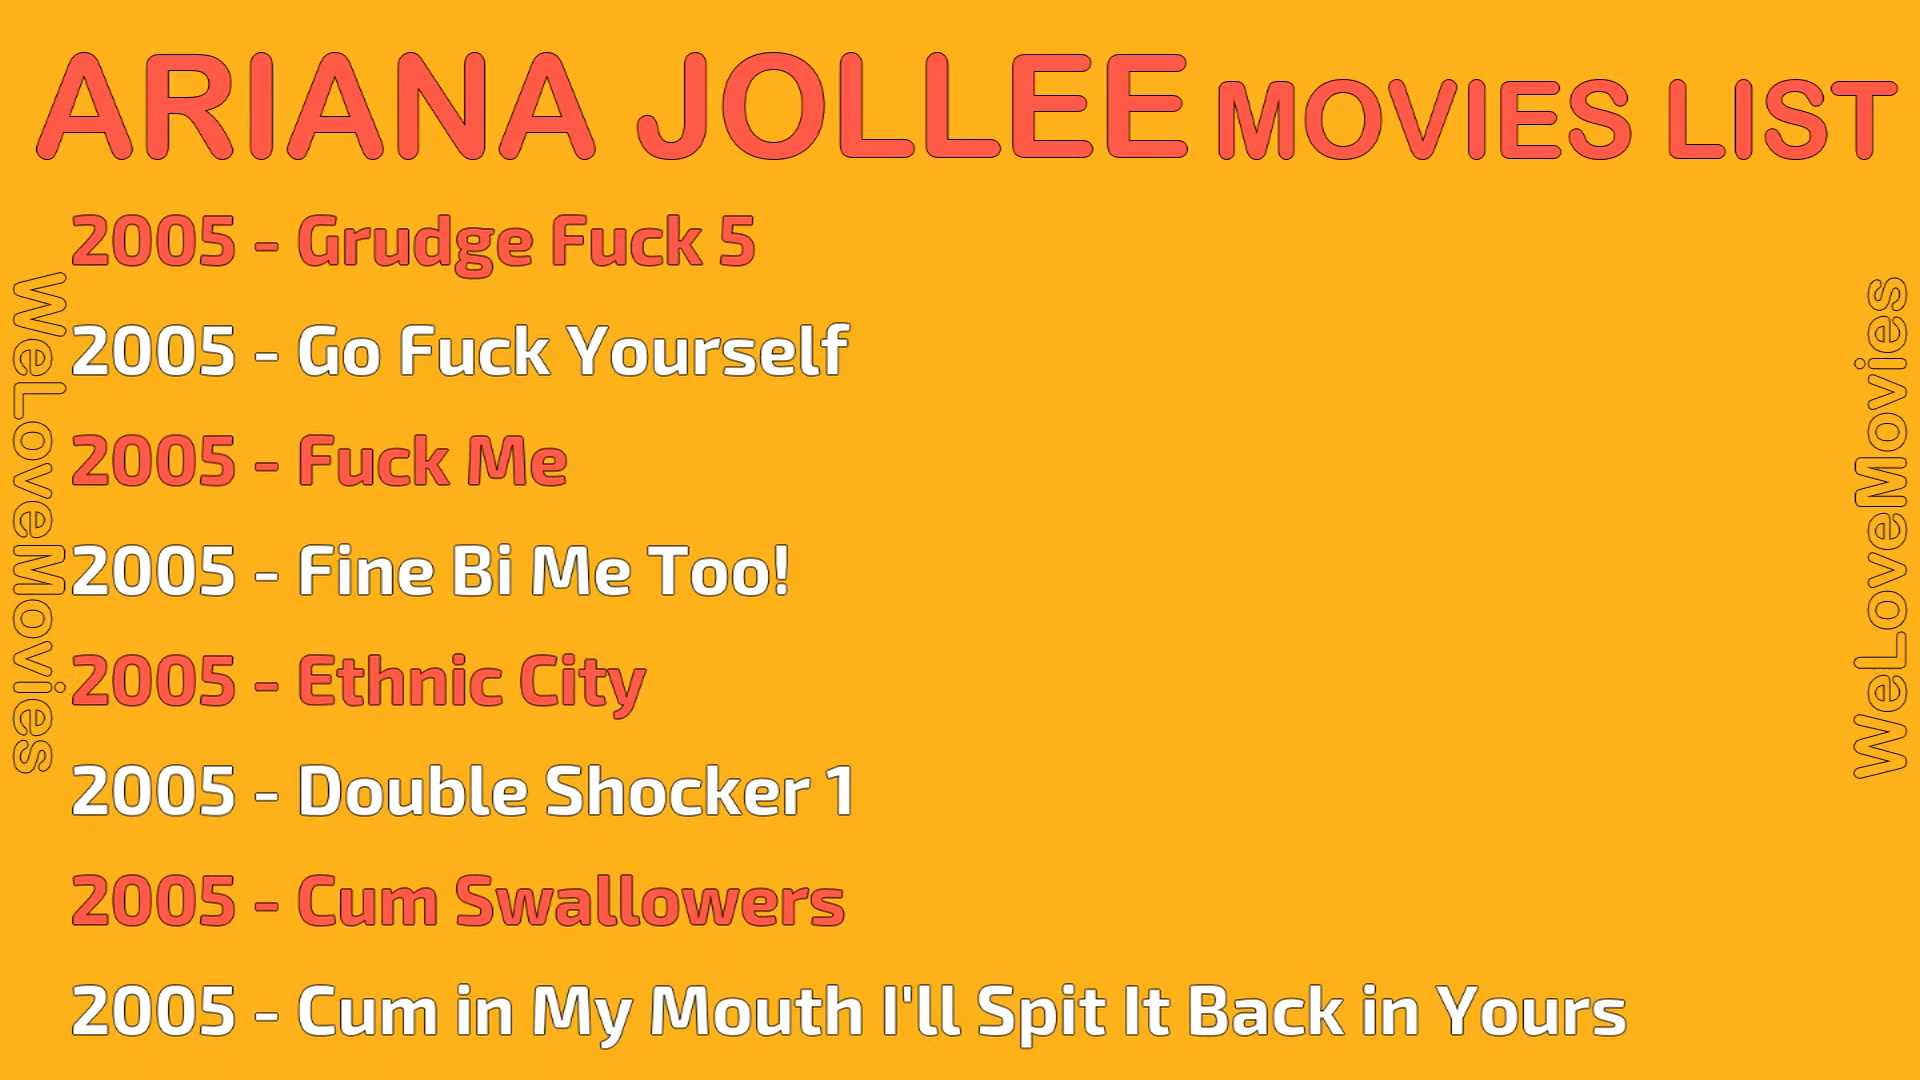 ARIANA JOLLEE MOVIES LIST
2005 - Grudge Fuck 5
2005 - Go Fuck Yourself
2005 - Fuck Me
2005 - Fine Bi Me Too!
2005 - Ethnic City
2005 - Double Shocker 1
2005 - Cum Swallowers
2005 - Cum in My Mouth I'll Spit It Back in Yours
WeLoveMovies
WeLoveMovies